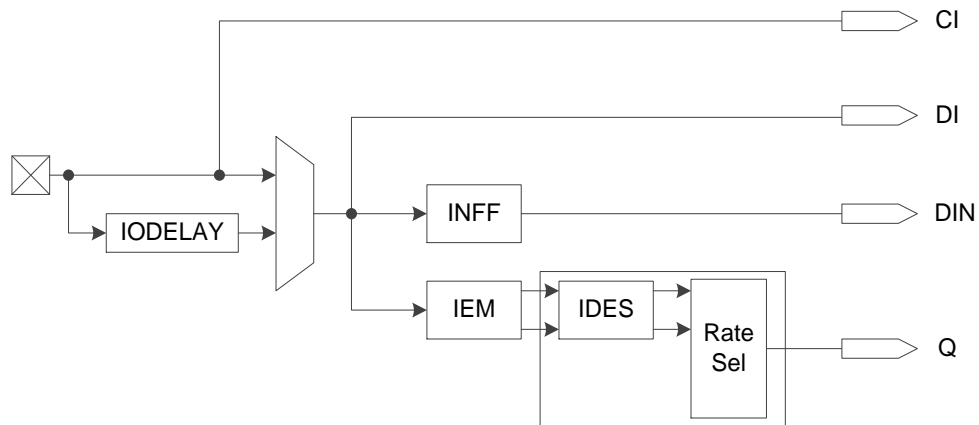 CI
DI
INFF
DIN
IODELAY
IEM
IDES
Rate
Sel
Q